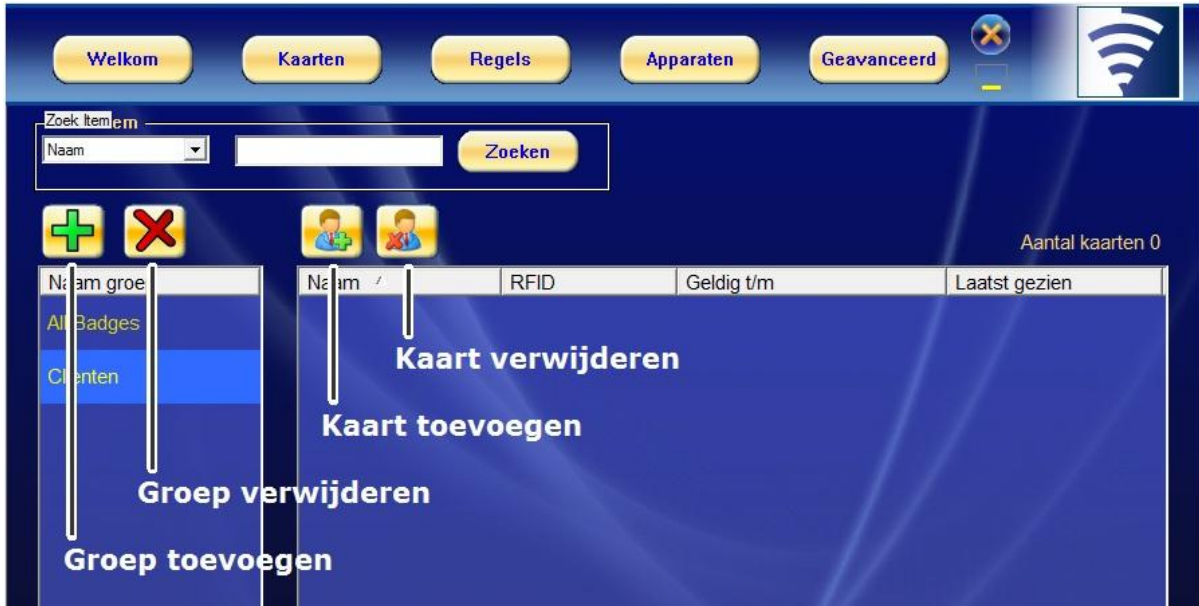 Welkom
Kaarten
Regels
Apparaten
Geavanceerd
Zoek Item em
Naam
Zoeken
Aantal kaarten 0
Naam groe
Naam
RFID
Geldig t/m
Laatst gezien
All Badges
Clienten
Kaart verwijderen
Kaart toevoegen
Groep verwijderen
Groep toevoegen